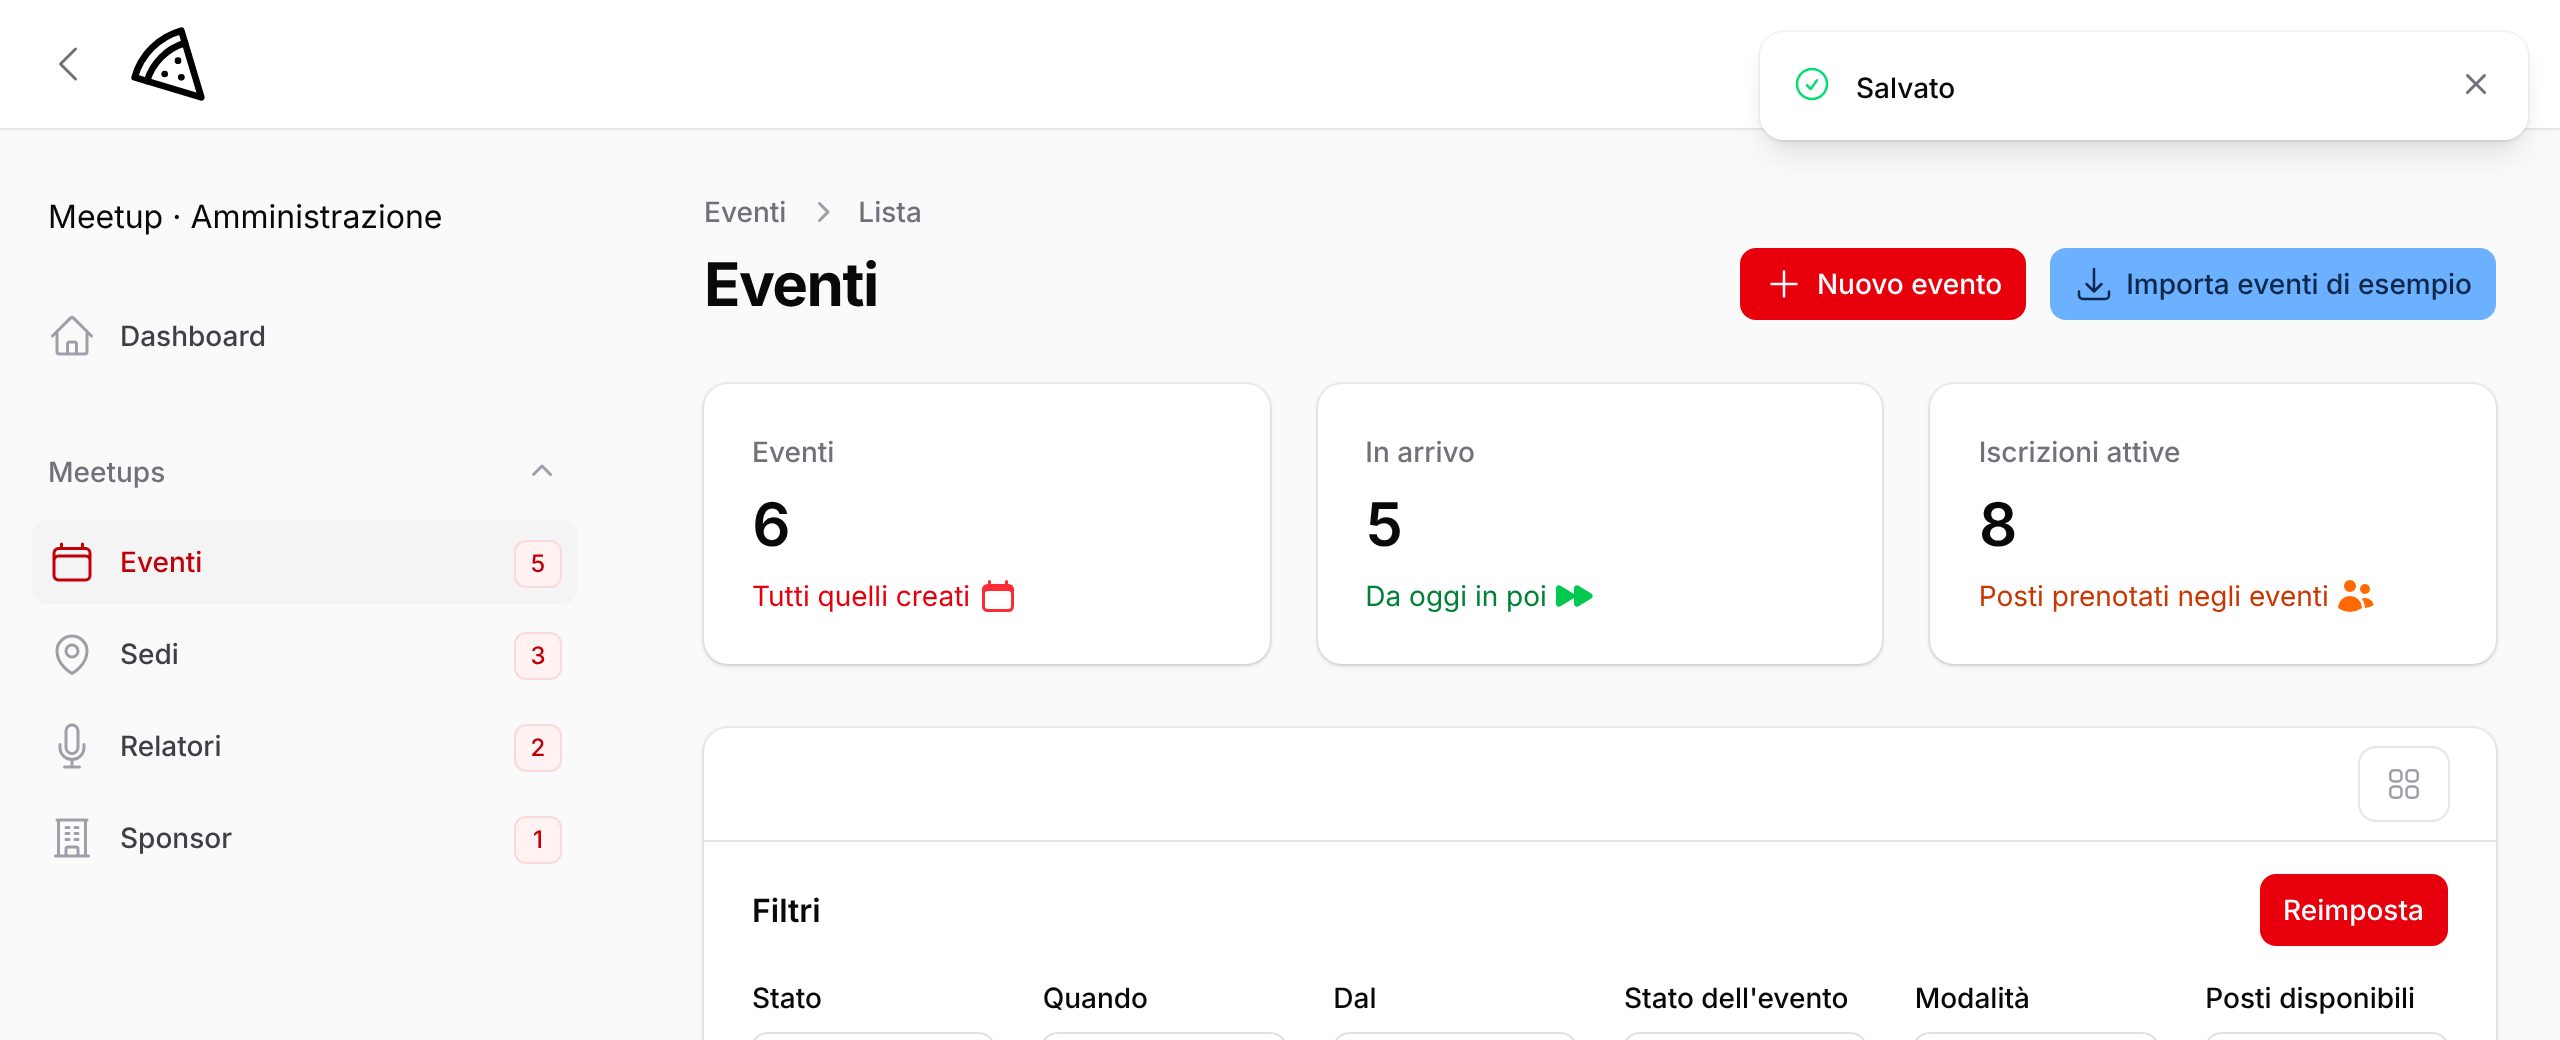 Salvato
Meetup · Amministrazione
Dashboard
Meetups
Eventi 5
Sedi 3
Relatori 2
Sponsor 1
Eventi > Lista
Eventi
Nuovo evento
Importa eventi di esempio
Eventi
6
Tutti quelli creati
In arrivo
5
Da oggi in poi
Iscrizioni attive
8
Posti prenotati negli eventi
Filtri
Reimposta
Stato
Quando
Dal
Stato dell'evento
Modalità
Posti disponibili